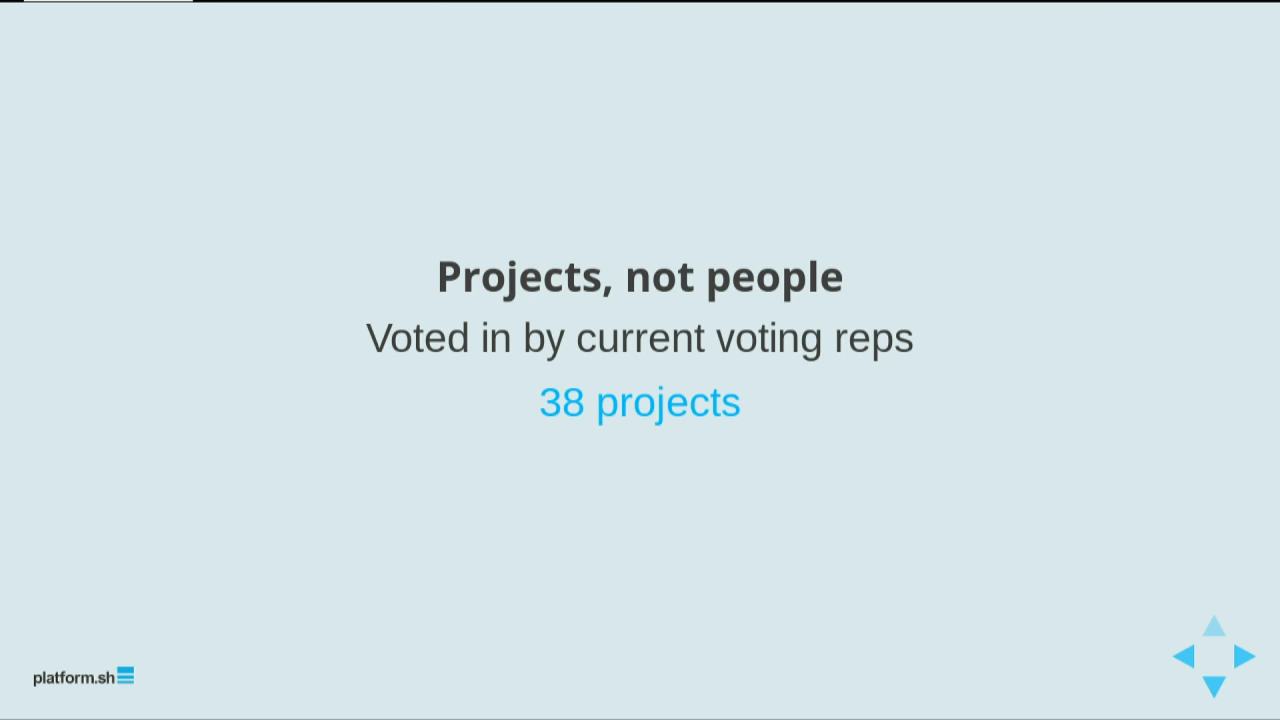 Projects, not people
Voted in by current voting reps
38 projects
platform.sh